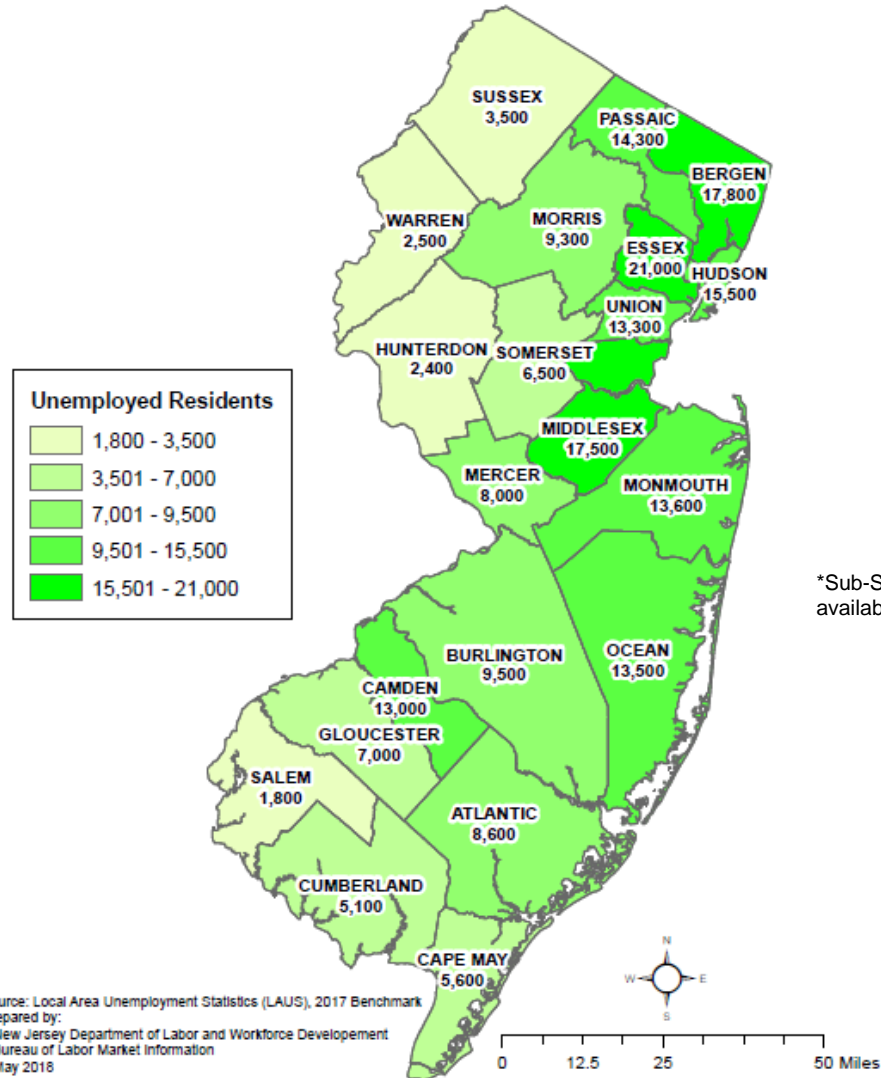 SUSSEX
3,500
PASSAIC
14,300
BERGEN
17,800
WARREN
2,500
MORRIS
9,300
ESSEX
21,000
HUDSON
15,500
UNION
13,300
HUNTERDON
2,400
SOMERSET
6,500
Unemployed Residents
1,800 - 3,500
3,501 - 7,000
7,001 - 9,500
9,501 - 15,500
15,501 - 21,000
MIDDLESEX
17,500
MERCER
8,000
MONMOUTH
13,600
*Sub-S
availab
BURLINGTON
9,500
OCEAN
13,500
CAMDEN
13,000
GLOUCESTER
7,000
SALEM
1,800
ATLANTIC
8,600
CUMBERLAND
5,100
CAPE MAY
5,600
N
W E
S
urce: Local Area Unemployment Statistics (LAUS), 2017 Benchmark
epared by:
New Jersey Department of Labor and Workforce Developement
Bureau of Labor Market Information
May 2018
0 12.5 25 50 Miles